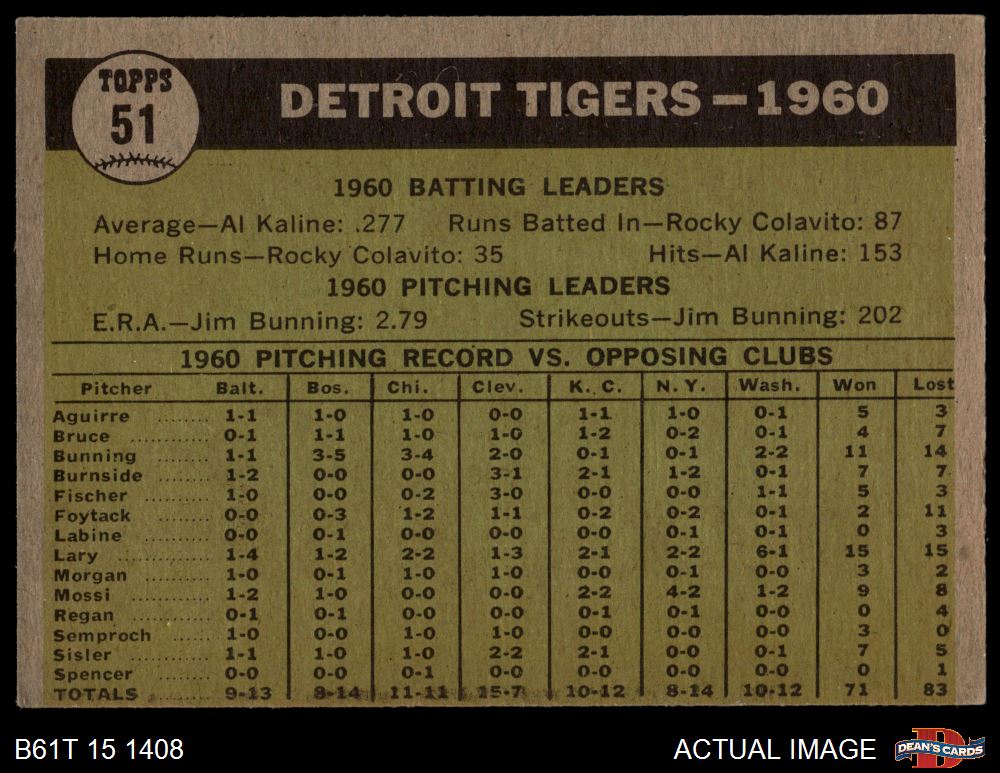 TOPPS
51
DETROIT TIGERS — 1960
1960 BATTING LEADERS
Average—Al Kaline: .277 Runs Batted In—Rocky Colavito: 87
Home Runs—Rocky Colavito: 35 Hits—Al Kaline: 153
1960 PITCHING LEADERS
E.R.A.—Jim Bunning: 2.79 Strikeouts—Jim Bunning: 202
1960 PITCHING RECORD VS. OPPOSING CLUBS
Pitcher Balt. Bos. Chi. Clev. K. C. N. Y. Wash. Won Lost
Aguirre ........ 1-1 1-0 1-0 0-0 1-1 1-0 0-1 5 3
Bruce ............ 0-1 1-1 1-0 1-0 1-2 0-2 0-1 4 7
Bunning ........ 1-1 3-5 3-4 2-0 0-1 0-1 2-2 11 14
Burnside ........ 1-2 0-0 0-0 3-1 2-1 1-2 0-1 7 7
Fischer .......... 1-0 0-0 0-2 3-0 0-0 0-0 1-1 5 3
Foytack ........ 0-0 0-3 1-2 1-1 0-2 0-2 0-1 2 11
Labine .......... 0-0 0-1 0-0 0-0 0-0 0-1 0-1 0 3
Lary .............. 1-4 1-2 2-2 1-3 2-1 2-2 6-1 15 15
Morgan ........ 1-0 0-1 1-0 1-0 0-0 0-1 0-0 3 2
Mossi ............ 1-2 1-0 0-0 0-0 2-2 4-2 1-2 9 8
Regan .......... 0-1 0-1 0-0 0-0 0-1 0-1 0-0 0 4
Semproch ...... 1-0 0-0 1-0 1-0 0-0 0-0 0-0 3 0
Sisler ............ 1-1 1-0 1-0 2-2 2-1 0-0 0-1 7 5
Spencer ........ 0-0 0-0 0-1 0-0 0-0 0-0 0-0 0 1
TOTALS 9-13 8-14 11-11 15-7 10-12 8-14 10-12 71 83
B61T 15 1408 ACTUAL IMAGE
D
DEAN'S CARDS